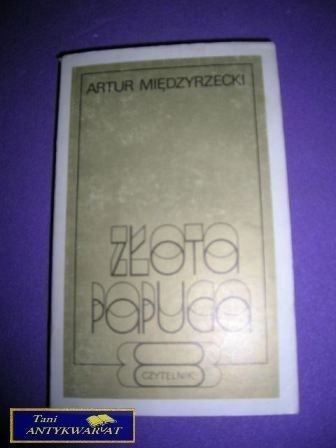 ARTUR MIĘDZYRZECKI
ZŁOTA
PAPUGA
CZYTELNIK
Tani
ANTYKWARIAT